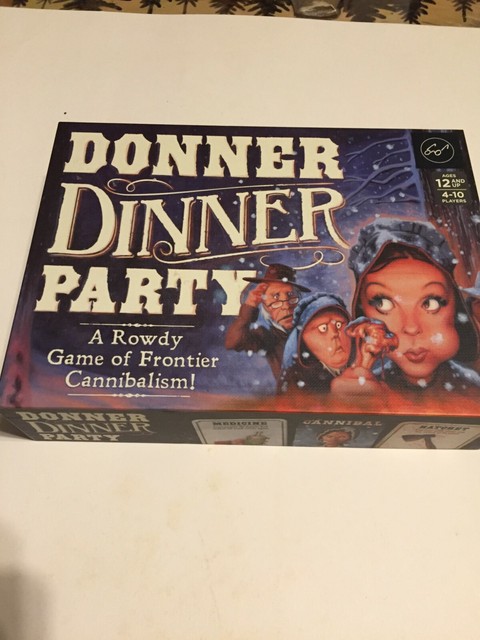 DONNER
DINNER
PARTY
A Rowdy
Game of Frontier
Cannibalism!
AGES
12 AND UP
4-10
PLAYERS
DONNER
DINNER
PARTY
MEDICINE
CANNIBAL
HATCHET